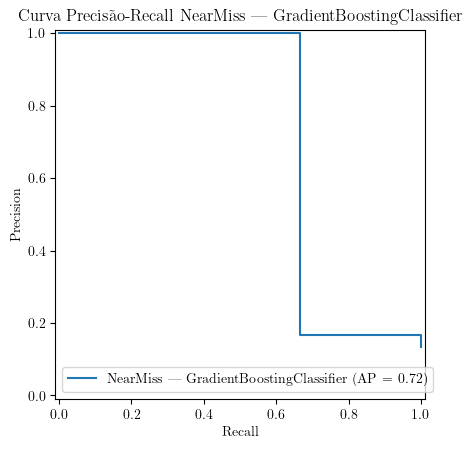 Curva Precisão-Recall NearMiss — GradientBoostingClassifier
1.0
0.8
0.6
0.4
0.2
0.0
Precision
NearMiss — GradientBoostingClassifier (AP = 0.72)
0.0 0.2 0.4 0.6 0.8 1.0
Recall